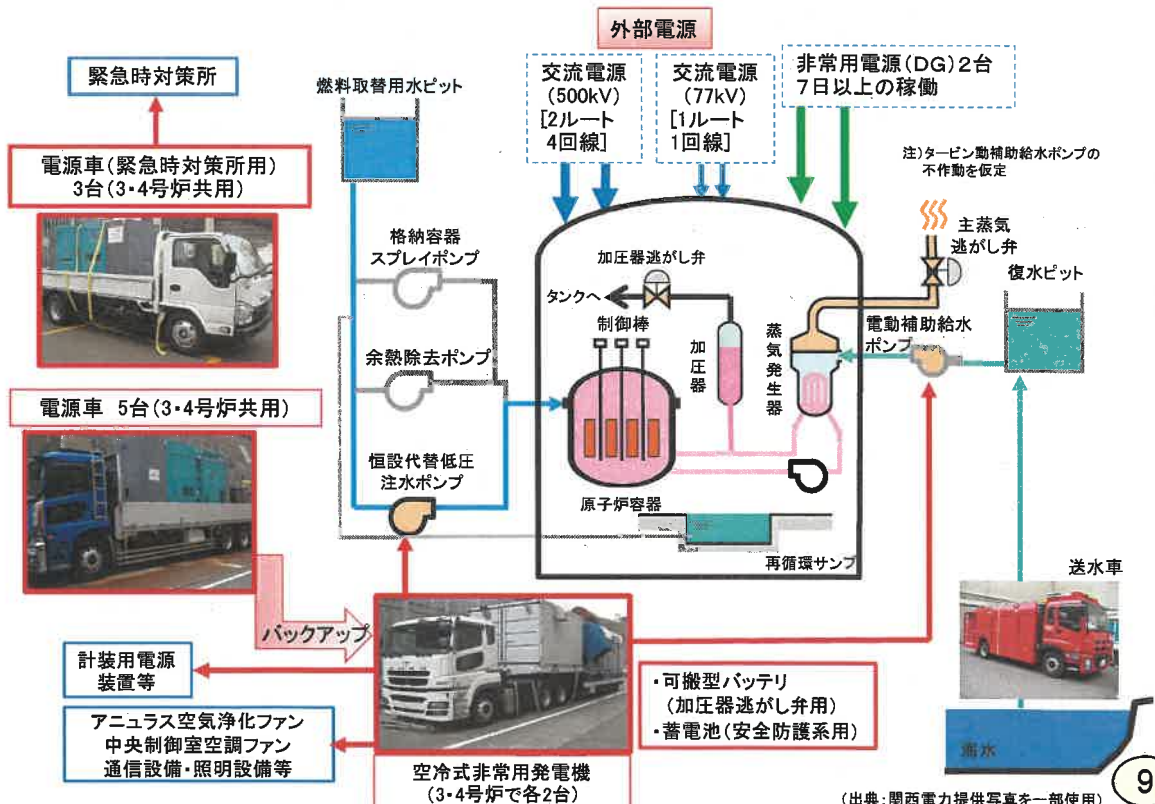 外部電源
緊急時対策所
燃料取替用水ピット
交流電源
(500kV)
[2ルート
4回線]
交流電源
(77kV)
[1ルート
1回線]
非常用電源(DG)2台
7日以上の稼働
電源車(緊急時対策所用)
3台(3・4号炉共用)
注)タービン動補助給水ポンプの
不作動を仮定
主蒸気
逃がし弁
復水ピット
格納容器
スプレイポンプ
加圧器逃がし弁
タンクへ
制御棒
加圧器
蒸気発生器
電動補助給水
ポンプ
余熱除去ポンプ
電源車 5台(3・4号炉共用)
恒設代替低圧
注水ポンプ
原子炉容器
再循環サンプ
送水車
バックアップ
計装用電源
装置等
・可搬型バッテリ
(加圧器逃がし弁用)
・蓄電池(安全防護系用)
アニュラス空気浄化ファン
中央制御室空調ファン
通信設備・照明設備等
海水
空冷式非常用発電機
(3・4号炉で各2台)
(出典:関西電力提供写真を一部使用)
9